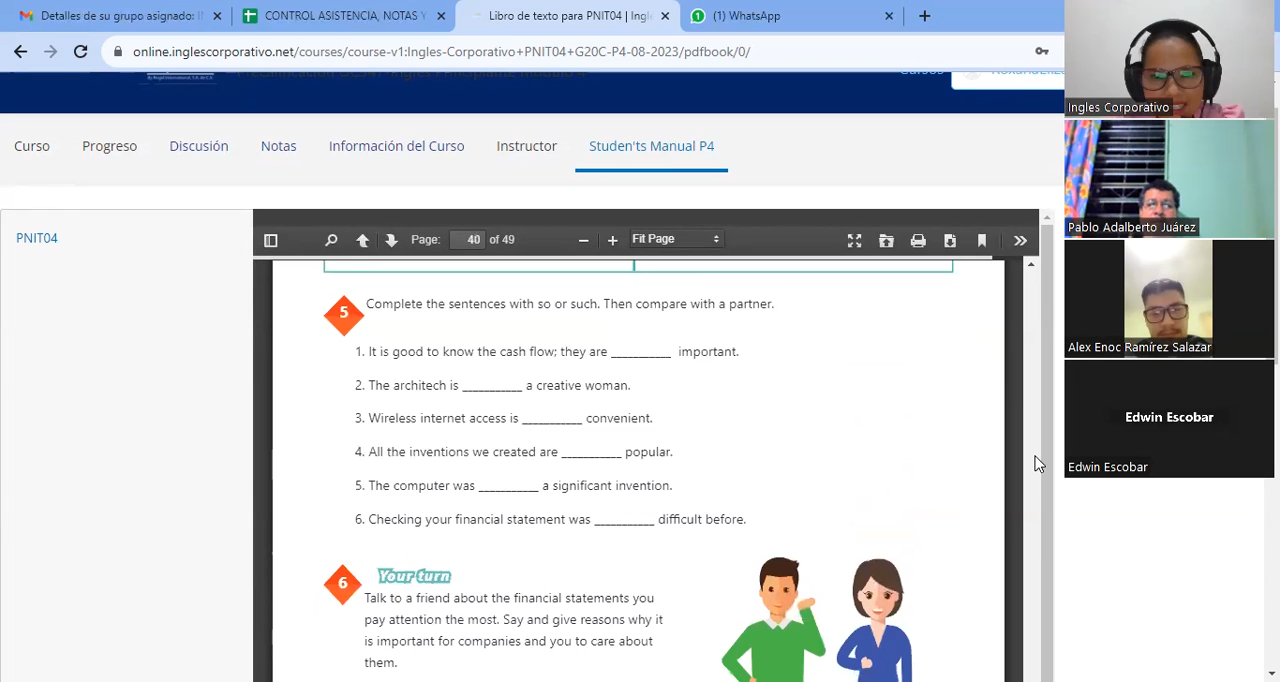 Detalles de su grupo asignado: I
CONTROL ASISTENCIA, NOTAS Y
Libro de texto para PNIT04 | Ingle
(1) WhatsApp
online.inglescorporativo.net/courses/course-v1:Ingles-Corporativo+PNIT04+G20C-P4-08-2023/pdfbook/0/
Cursos
Curso
Progreso
Discusión
Notas
Información del Curso
Instructor
Studen'ts Manual P4
PNIT04
Page: 40 of 49
Fit Page
5
Complete the sentences with so or such. Then compare with a partner.
1. It is good to know the cash flow; they are __________ important.
2. The architech is __________ a creative woman.
3. Wireless internet access is __________ convenient.
4. All the inventions we created are __________ popular.
5. The computer was __________ a significant invention.
6. Checking your financial statement was __________ difficult before.
6
Your turn
Talk to a friend about the financial statements you
pay attention the most. Say and give reasons why it
is important for companies and you to care about
them.
Ingles Corporativo
Pablo Adalberto Juárez
Alex Enoc Ramírez Salazar
Edwin Escobar
Edwin Escobar